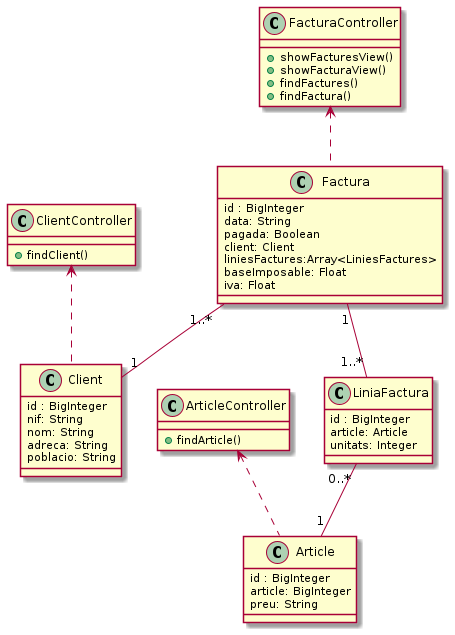 C FacturaController
showFacturesView()
showFacturaView()
findFactures()
findFactura()
C Factura
id : BigInteger
data: String
pagada: Boolean
client: Client
liniesFactures:Array<LiniesFactures>
baseImposable: Float
iva: Float
C ClientController
findClient()
1..*
1
1
1..*
C Client
id : BigInteger
nif: String
nom: String
adreca: String
poblacio: String
C ArticleController
findArticle()
C LiniaFactura
id : BigInteger
article: Article
unitats: Integer
0..*
1
C Article
id : BigInteger
article: BigInteger
preu: String